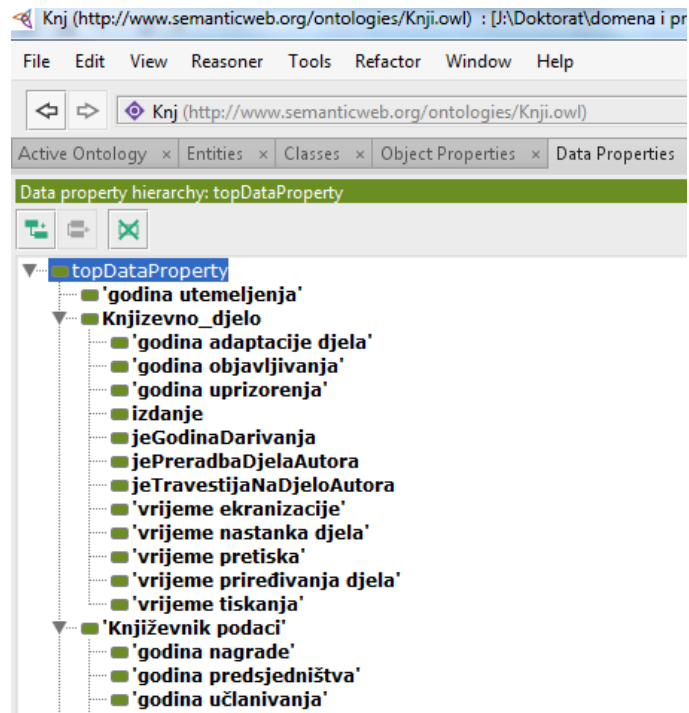 Knj (http://www.semanticweb.org/ontologies/Knji.owl) : [J:\Doktorat\domena i pr
File Edit View Reasoner Tools Refactor Window Help
Knj (http://www.semanticweb.org/ontologies/Knji.owl)
Active Ontology × Entities × Classes × Object Properties × Data Properties
Data property hierarchy: topDataProperty
topDataProperty
'godina utemeljenja'
Knjizevno_djelo
'godina adaptacije djela'
'godina objavljivanja'
'godina uprizorenja'
izdanje
jeGodinaDarivanja
jePreradbaDjelaAutora
jeTravestijaNaDjeloAutora
'vrijeme ekranizacije'
'vrijeme nastanka djela'
'vrijeme pretiska'
'vrijeme priređivanja djela'
'vrijeme tiskanja'
'Književnik podaci'
'godina nagrade'
'godina predsjedništva'
'godina učlanivanja'